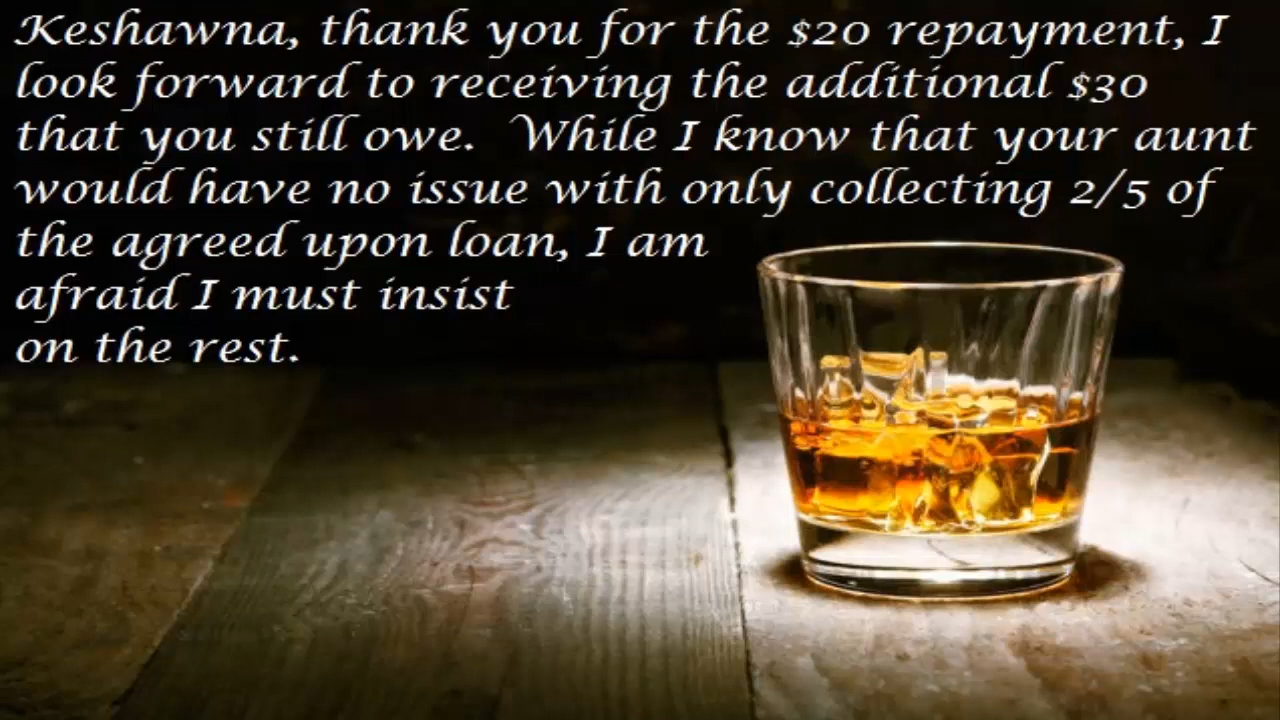 Keshawna, thank you for the $20 repayment, I
look forward to receiving the additional $30
that you still owe.  While I know that your aunt
would have no issue with only collecting 2/5 of
the agreed upon loan, I am
afraid I must insist
on the rest.